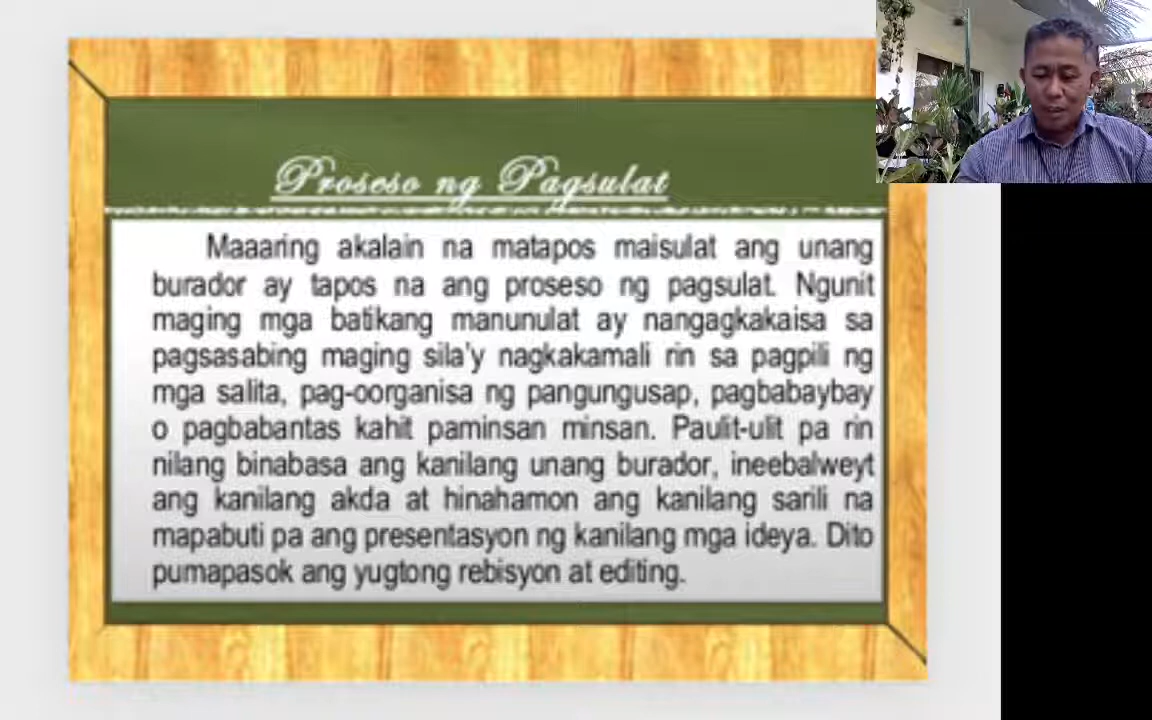 Proseso ng Pagsulat
Maaaring akalain na matapos maisulat ang unang
burador ay tapos na ang proseso ng pagsulat. Ngunit
maging mga batikang manunulat ay nangagkakaisa sa
pagsasabing maging sila'y nagkakamali rin sa pagpili ng
mga salita, pag-oorganisa ng pangungusap, pagbabaybay
o pagbabantas kahit paminsan minsan. Paulit-ulit pa rin
nilang binabasa ang kanilang unang burador, ineebalweyt
ang kanilang akda at hinahamon ang kanilang sarili na
mapabuti pa ang presentasyon ng kanilang mga ideya. Dito
pumapasok ang yugtong rebisyon at editing.